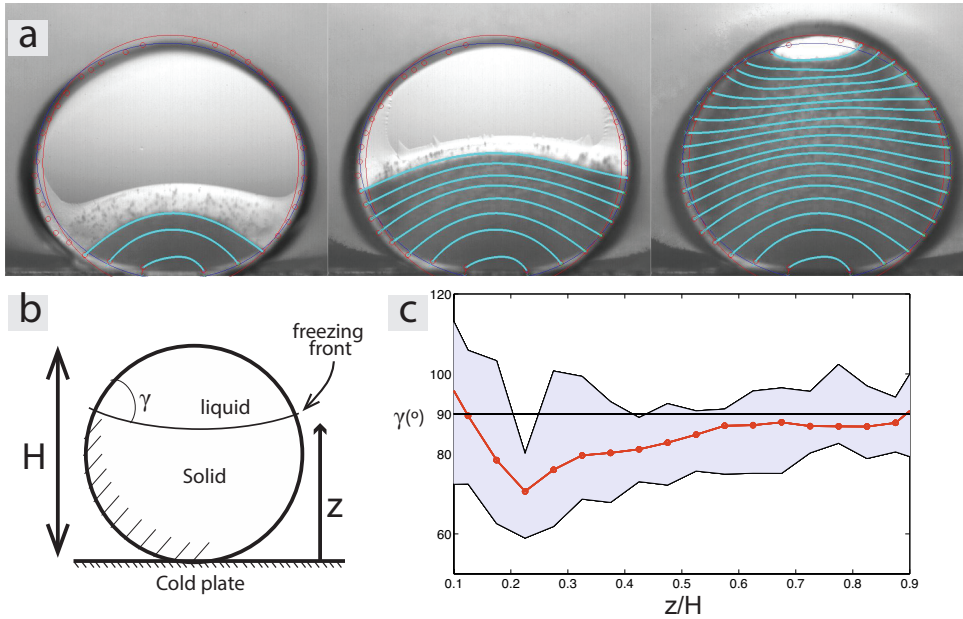 a
b
freezing
front
γ
liquid
H
Solid
z
Cold plate
c
120
100
γ(º)
90
80
60
0.1 0.2 0.3 0.4 0.5 0.6 0.7 0.8 0.9
z/H